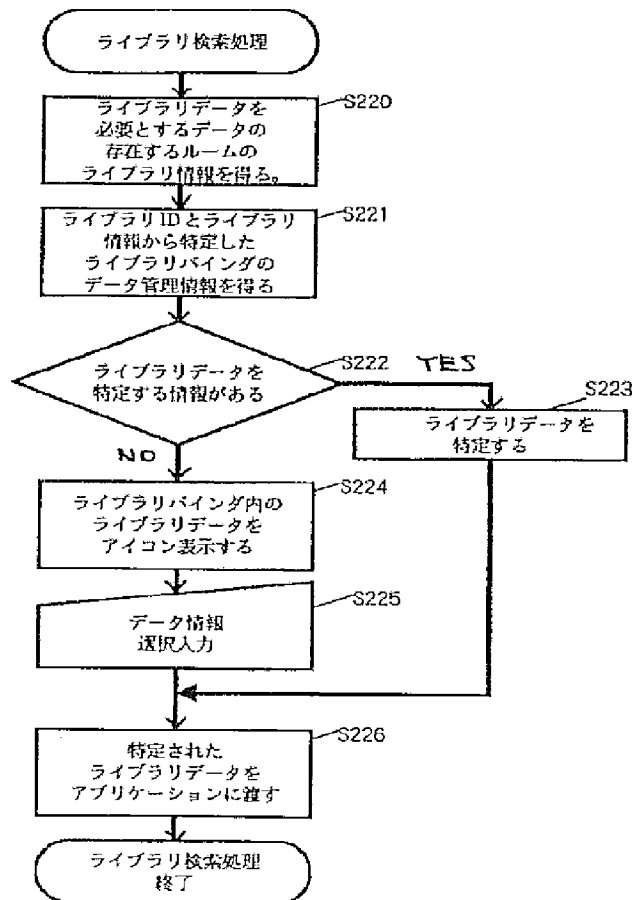 ライブラリ検索処理
S220
ライブラリデータを
必要とするデータの
存在するルームの
ライブラリ情報を得る。
S221
ライブラリIDとライブラリ
情報から特定した
ライブラリバインダの
データ管理情報を得る
S222
YES
ライブラリデータを
特定する情報がある
S223
ライブラリデータを
特定する
NO
S224
ライブラリバインダ内の
ライブラリデータを
アイコン表示する
S225
データ情報
選択入力
S226
特定された
ライブラリデータを
アプリケーションに渡す
ライブラリ検索処理
終了